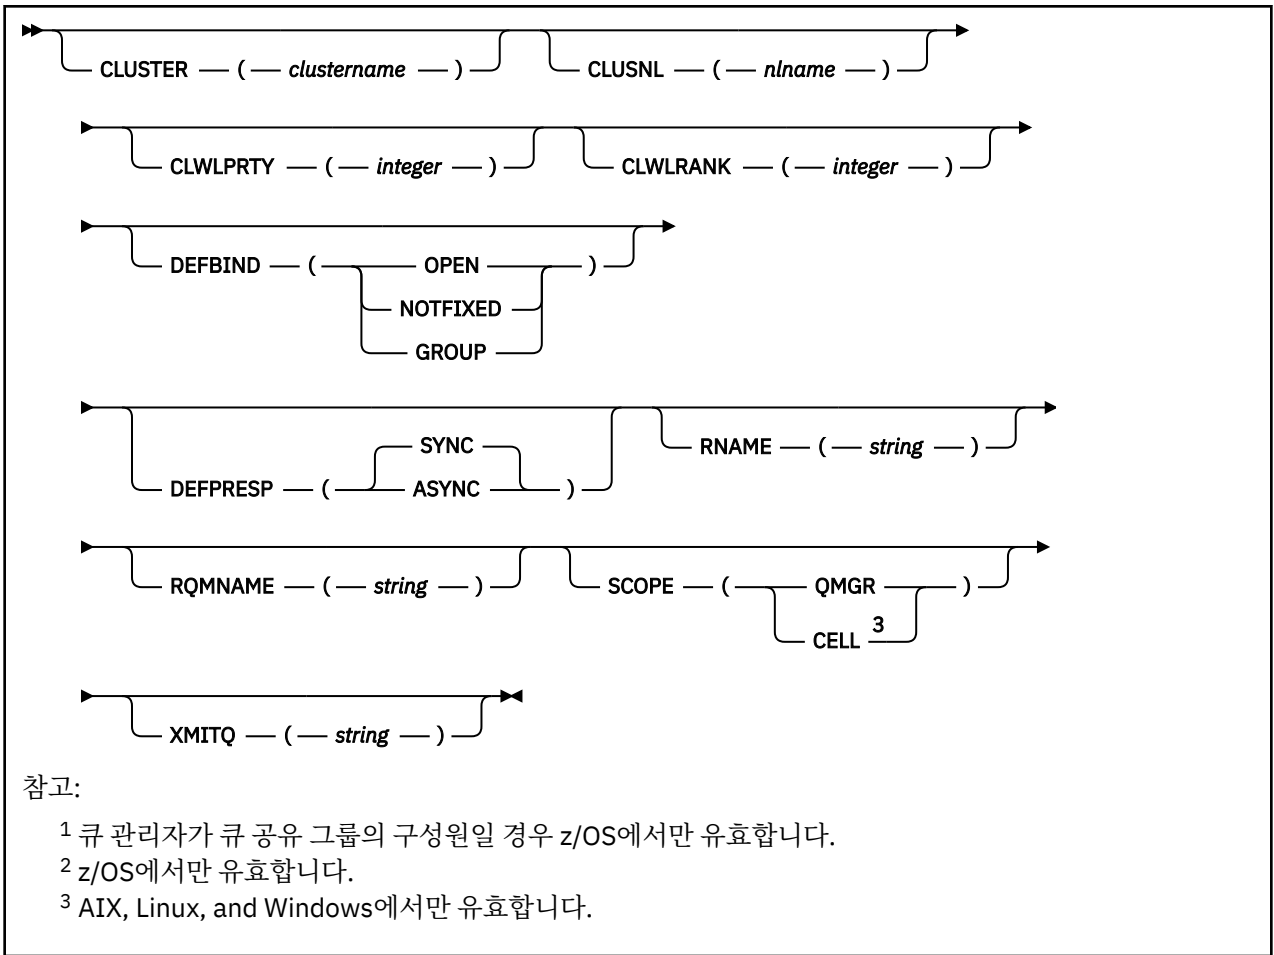 CLUSTER ( clustername ) CLUSNL ( nlname )
CLWLPRTY ( integer ) CLWLRANK ( integer )
DEFBIND ( OPEN )
NOTFIXED
GROUP
SYNC
DEFPRESP ( ASYNC )
RNAME ( string )
RQMNAME ( string ) SCOPE ( QMGR )
CELL 3
XMITQ ( string )
참고:
1 큐 관리자가 큐 공유 그룹의 구성원일 경우 z/OS에서만 유효합니다.
2 z/OS에서만 유효합니다.
3 AIX, Linux, and Windows에서만 유효합니다.